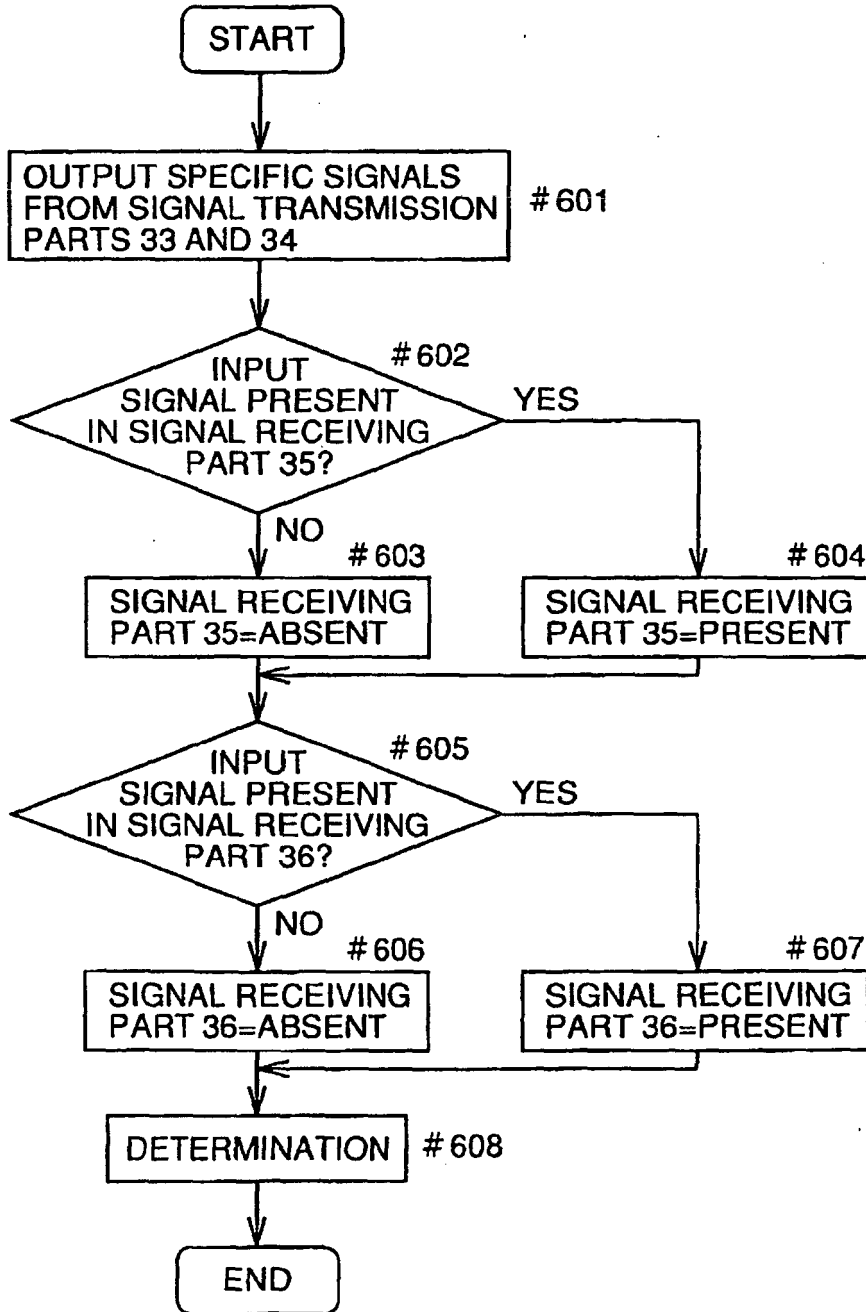 START
OUTPUT SPECIFIC SIGNALS
FROM SIGNAL TRANSMISSION
PARTS 33 AND 34
#601
#602
INPUT
SIGNAL PRESENT
IN SIGNAL RECEIVING
PART 35?
YES
NO
#603
SIGNAL RECEIVING
PART 35=ABSENT
#604
SIGNAL RECEIVING
PART 35=PRESENT
#605
INPUT
SIGNAL PRESENT
IN SIGNAL RECEIVING
PART 36?
YES
NO
#606
SIGNAL RECEIVING
PART 36=ABSENT
#607
SIGNAL RECEIVING
PART 36=PRESENT
DETERMINATION
#608
END